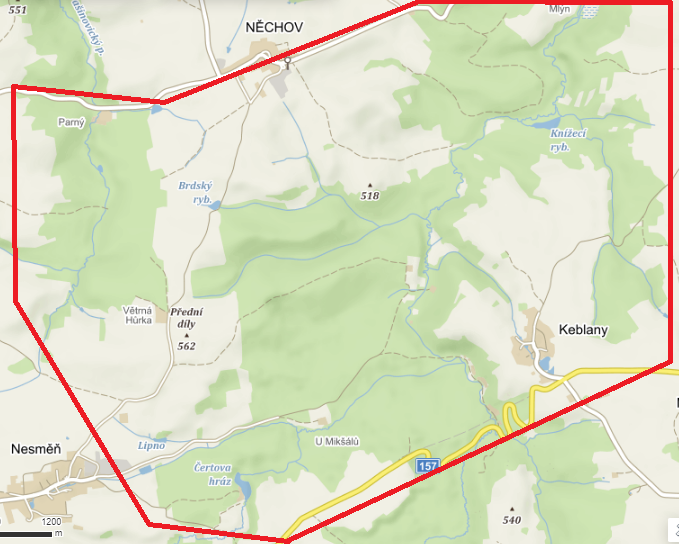 551
ašinovický p.
NĚCHOV
Mlýn
Parný
Knížecí
ryb.
Brdský
ryb.
518
Větrná
Hůrka
Přední
díly
562
Keblany
Nesměň
Lipno
U Mikšálů
Čertova
hráz
157
540
1200
m